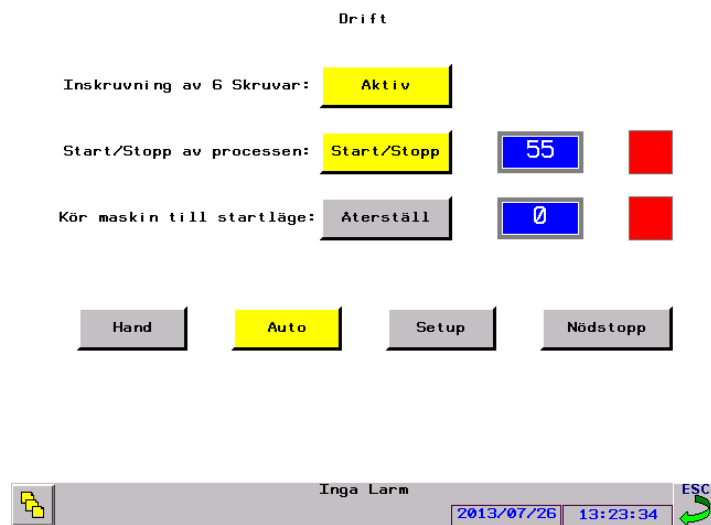 Drift
Inskruvning av 6 Skruvar: Aktiv
Start/Stopp av processen: Start/Stopp 55
Kör maskin till startläge: Aterställ 0
Hand Auto Setup Nödstopp
Inga Larm ESC
2013/07/26 13:23:34